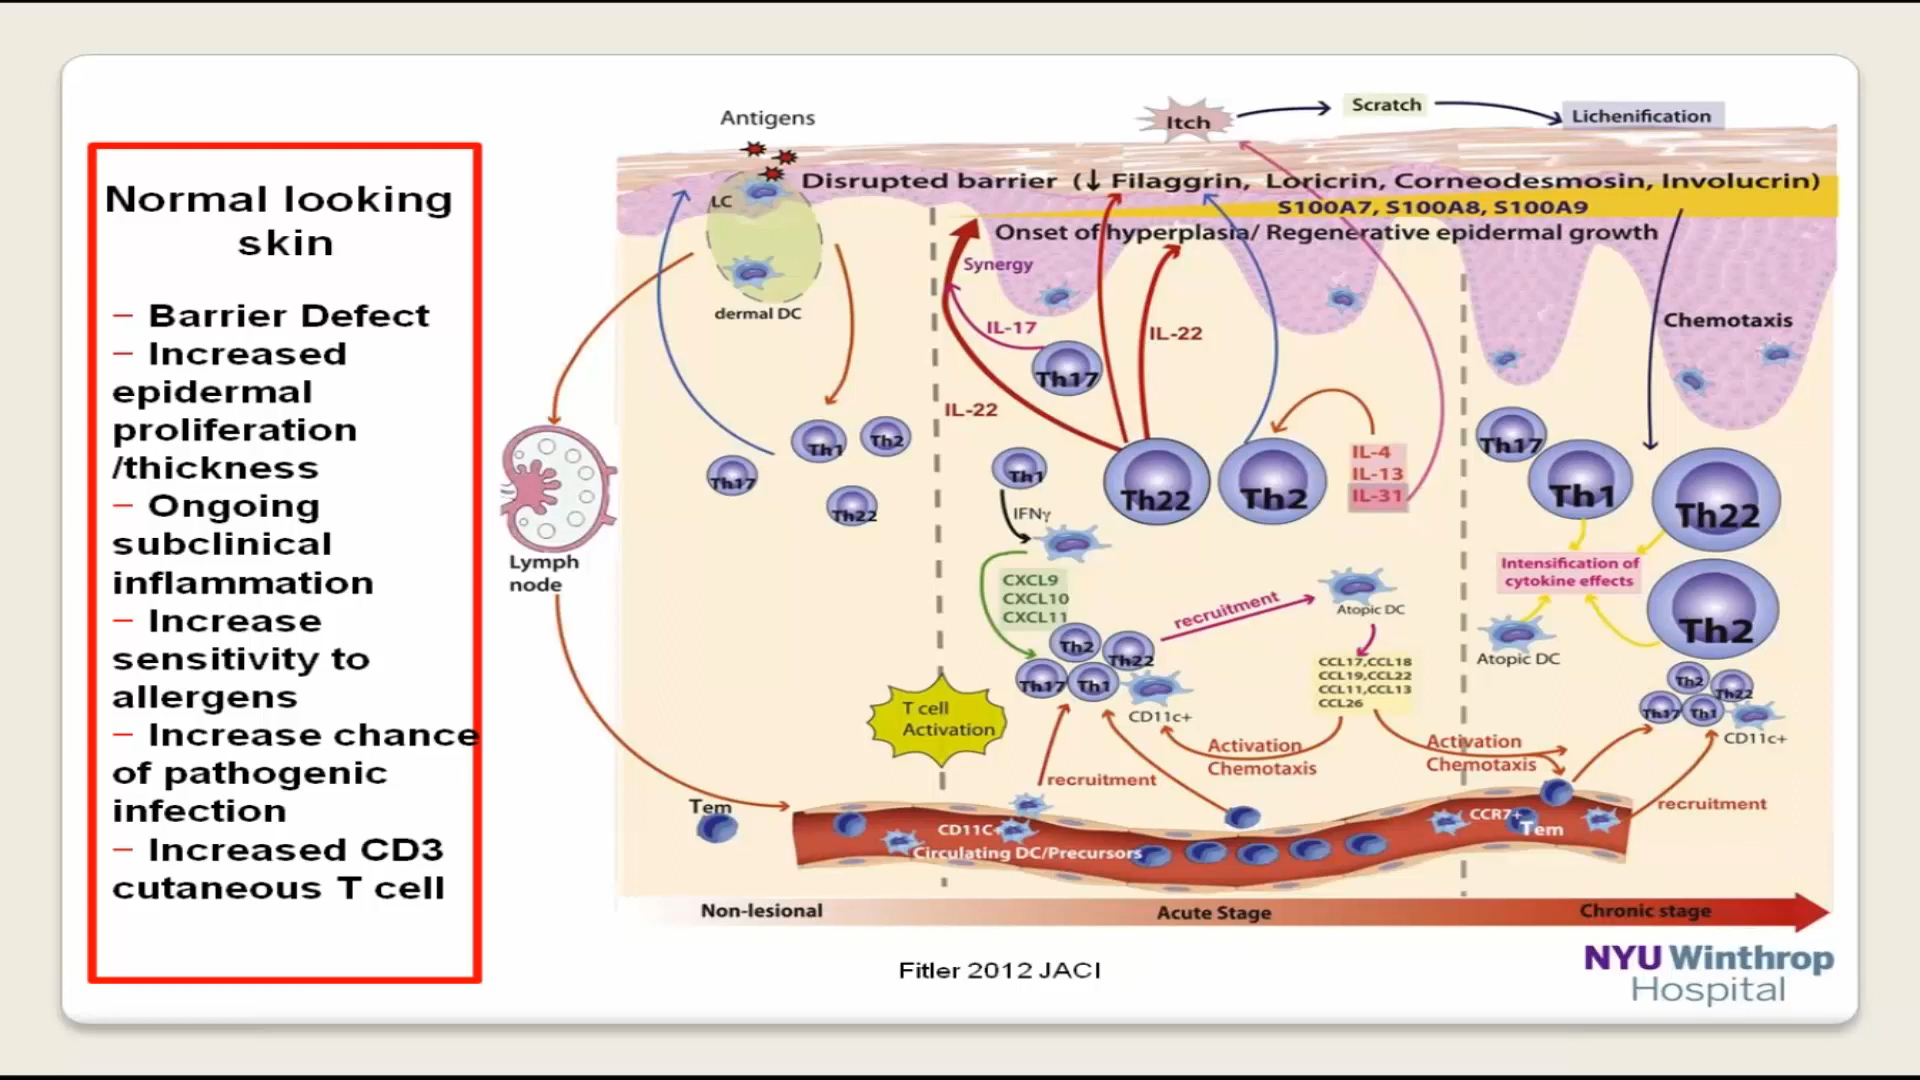 Normal looking
skin
– Barrier Defect
– Increased
epidermal
proliferation
/thickness
– Ongoing
subclinical
inflammation
– Increase
sensitivity to
allergens
– Increase chance
of pathogenic
infection
– Increased CD3
cutaneous T cell
Antigens
LC
dermal DC
Lymph
node
Th17
Th1
Th2
Th22
Tem
Itch
Scratch
Lichenification
Disrupted barrier (↓ Filaggrin, Loricrin, Corneodesmosin, Involucrin)
S100A7, S100A8, S100A9
Onset of hyperplasia/ Regenerative epidermal growth
Synergy
IL-17
Th17
IL-22
IL-22
Th1
IFNγ
Th22
Th2
IL-4
IL-13
IL-31
CXCL9
CXCL10
CXCL11
Th2
Th22
Th17
Th1
CD11c+
recruitment
Atopic DC
CCL17,CCL18
CCL19,CCL22
CCL11,CCL13
CCL26
T cell
Activation
Activation
Chemotaxis
Activation
Chemotaxis
recruitment
CD11C+
Circulating DC/Precursors
CCR7+
Tem
Chemotaxis
Th17
Th1
Th22
Intensification of
cytokine effects
Th2
Atopic DC
Th2
Th22
Th17
Th1
CD11c+
recruitment
Non-lesional
Acute Stage
Chronic stage
Fitler 2012 JACI
NYU Winthrop
Hospital